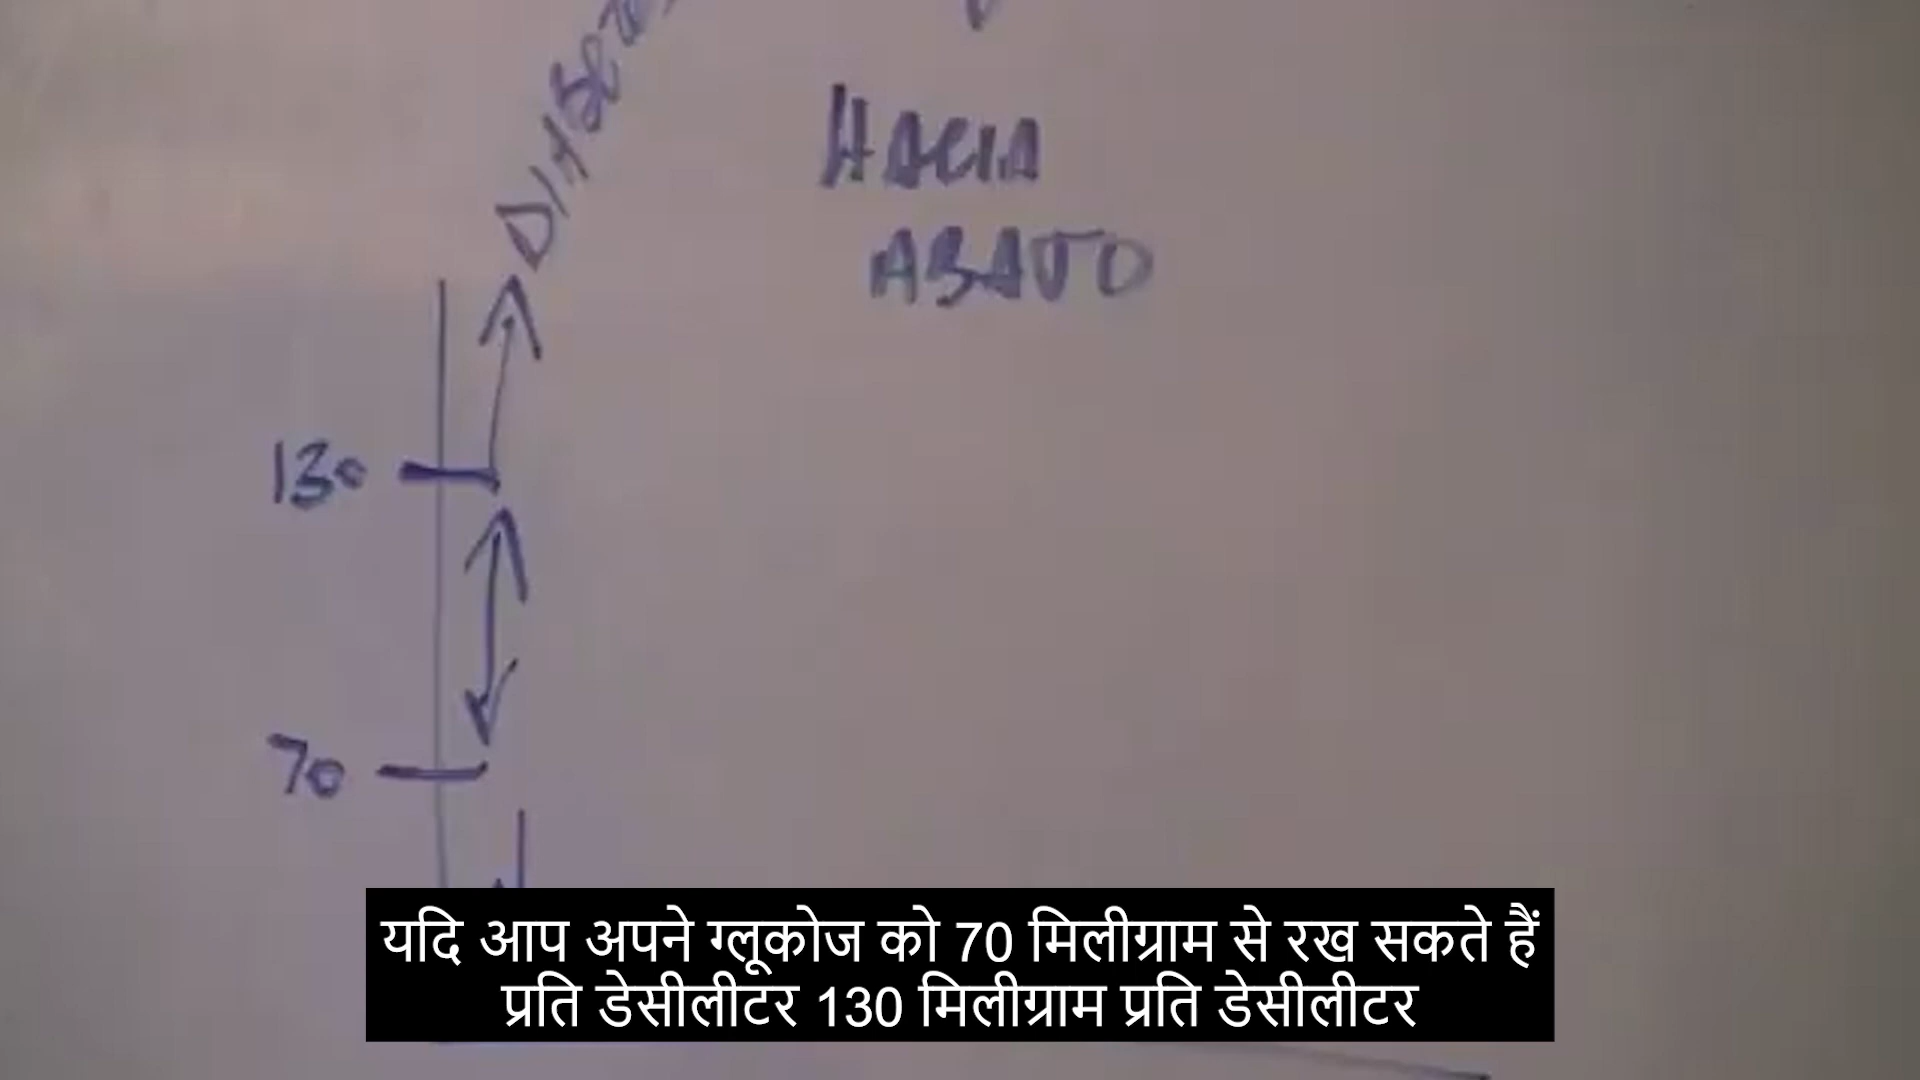 HACIA
ABAJO
130
70
यदि आप अपने ग्लूकोज को 70 मिलीग्राम से रख सकते हैं
प्रति डेसीलीटर 130 मिलीग्राम प्रति डेसीलीटर